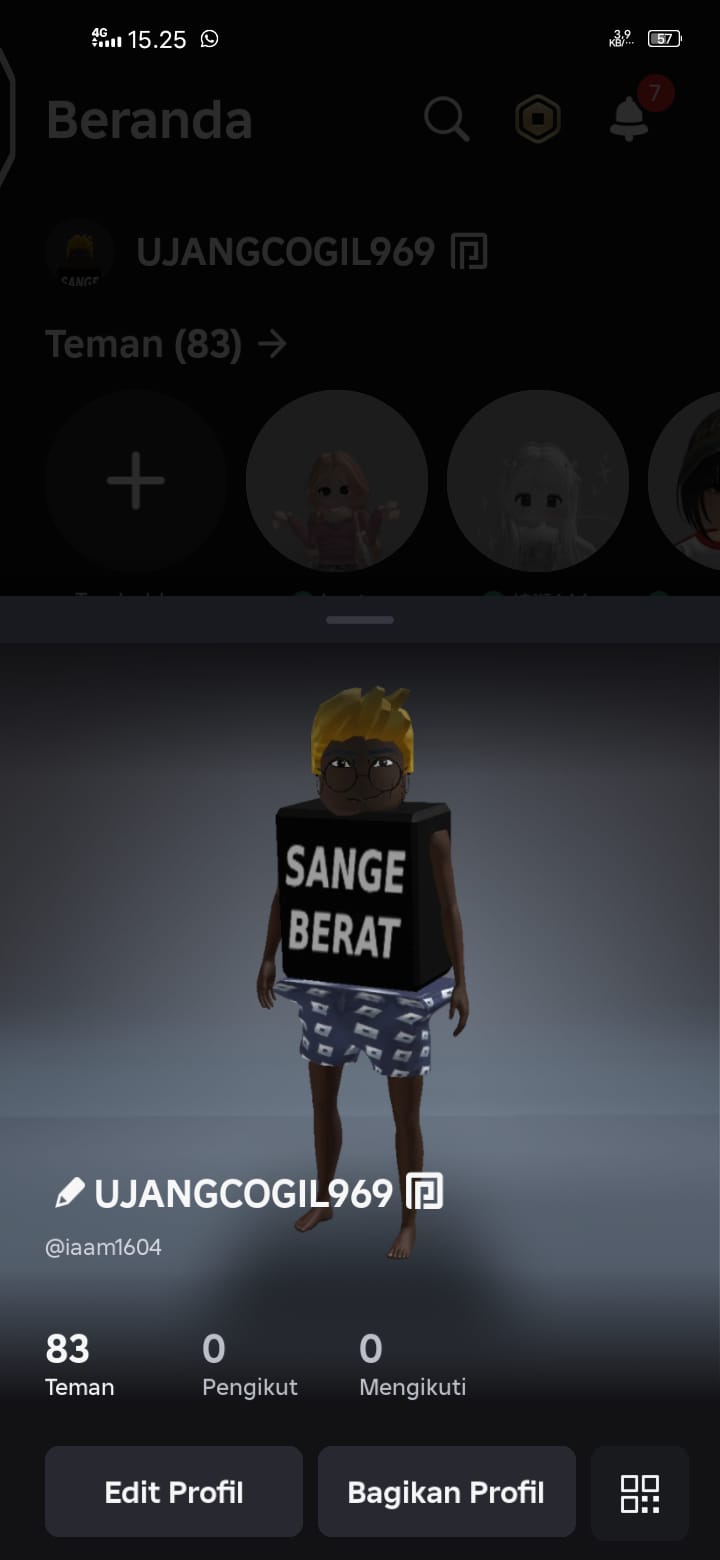 4G 15.25 3,9 57
KB/...
Beranda 7
UJANGCOGIL969
SANGE
Teman (83) →
SANGE
BERAT
UJANGCOGIL969
@iaam1604
83 0 0
Teman Pengikut Mengikuti
Edit Profil Bagikan Profil